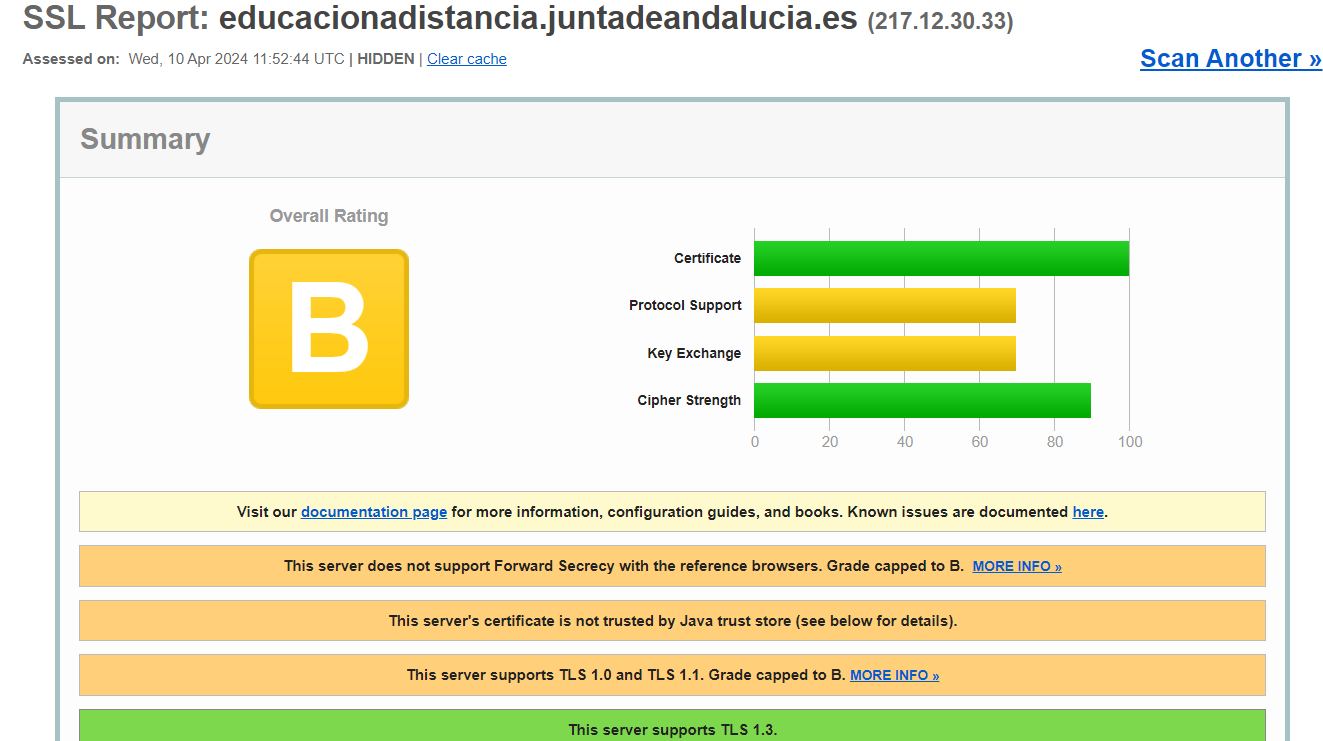 SSL Report: educacionadistancia.juntadeandalucia.es (217.12.30.33)
Assessed on: Wed, 10 Apr 2024 11:52:44 UTC | HIDDEN | Clear cache
Scan Another »
Summary
Overall Rating
B
Certificate
Protocol Support
Key Exchange
Cipher Strength
0 20 40 60 80 100
Visit our documentation page for more information, configuration guides, and books. Known issues are documented here.
This server does not support Forward Secrecy with the reference browsers. Grade capped to B. MORE INFO »
This server's certificate is not trusted by Java trust store (see below for details).
This server supports TLS 1.0 and TLS 1.1. Grade capped to B. MORE INFO »
This server supports TLS 1.3.